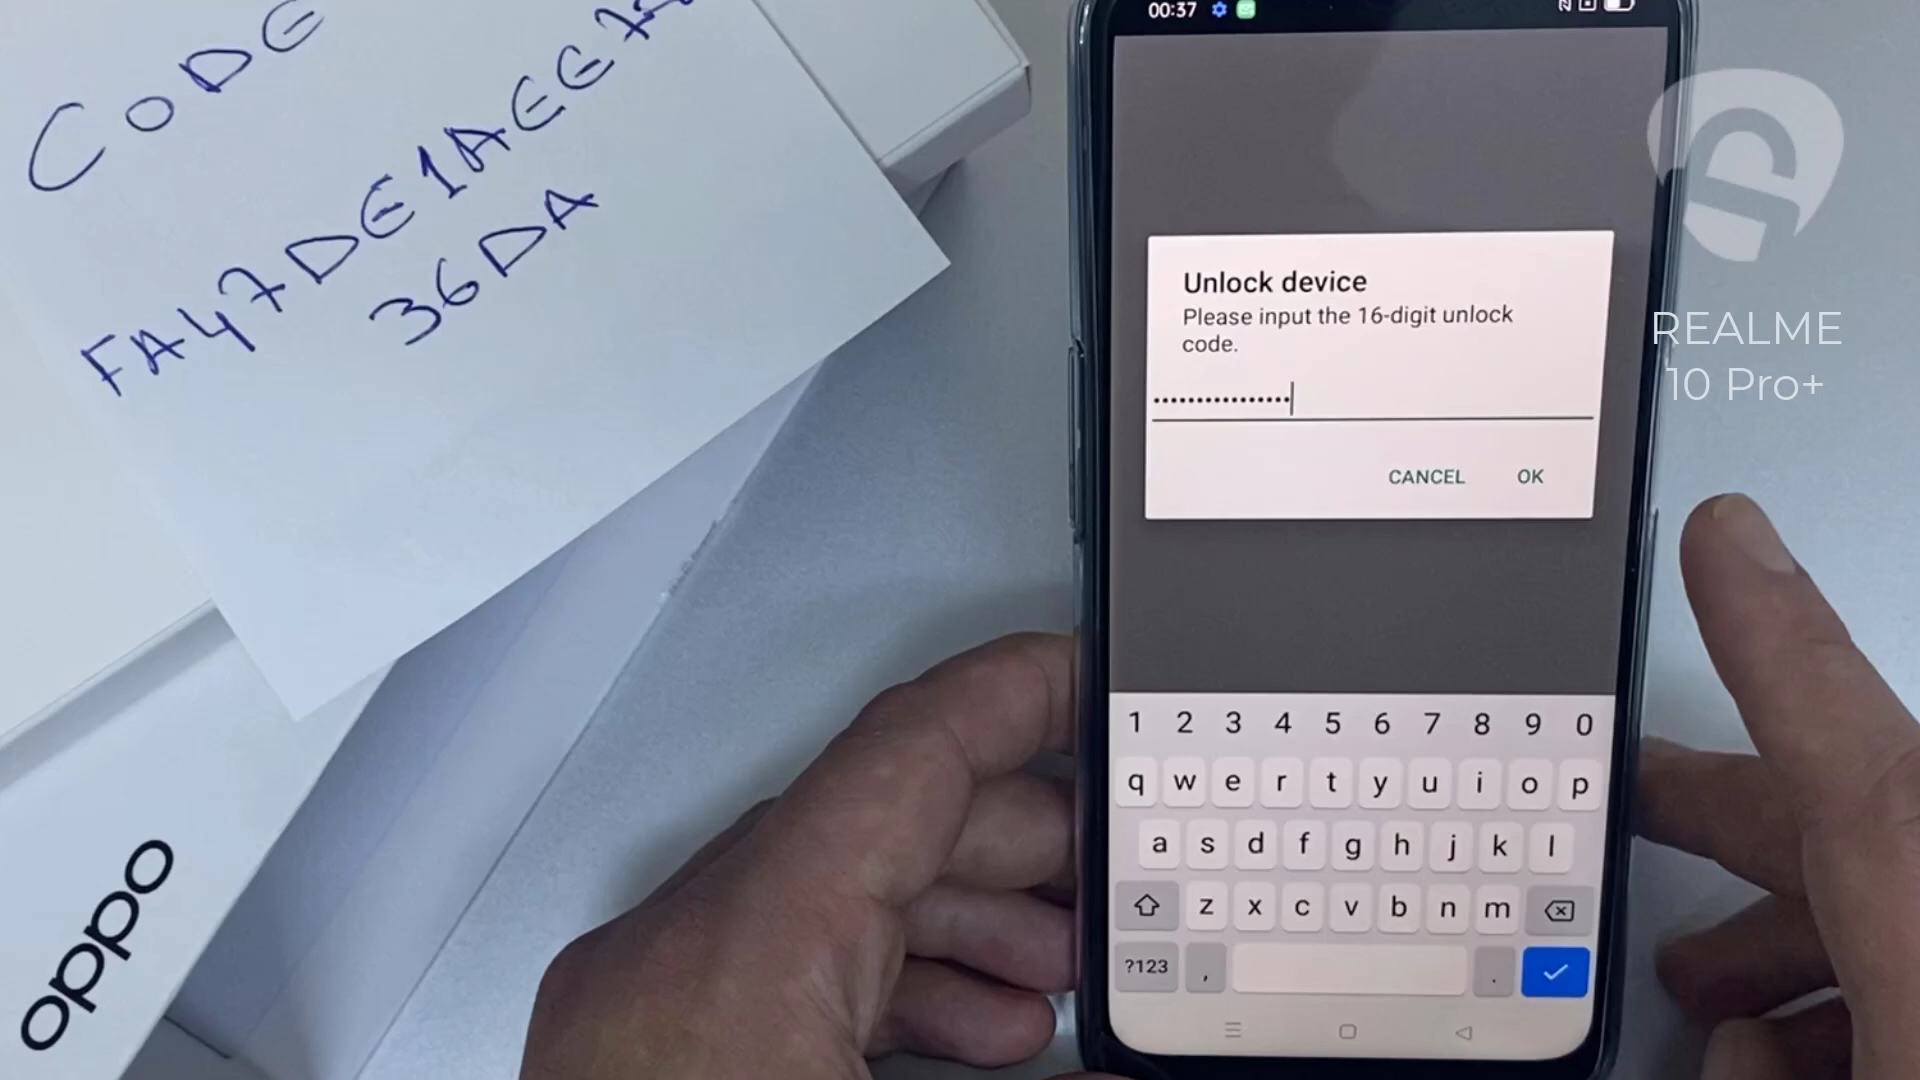 CODE
FA47DE1AEE7
36DA
oppo
00:37
Unlock device
Please input the 16-digit unlock
code.
................
CANCEL OK
1 2 3 4 5 6 7 8 9 0
q w e r t y u i o p
a s d f g h j k l
z x c v b n m
?123 , .
REALME
10 Pro+